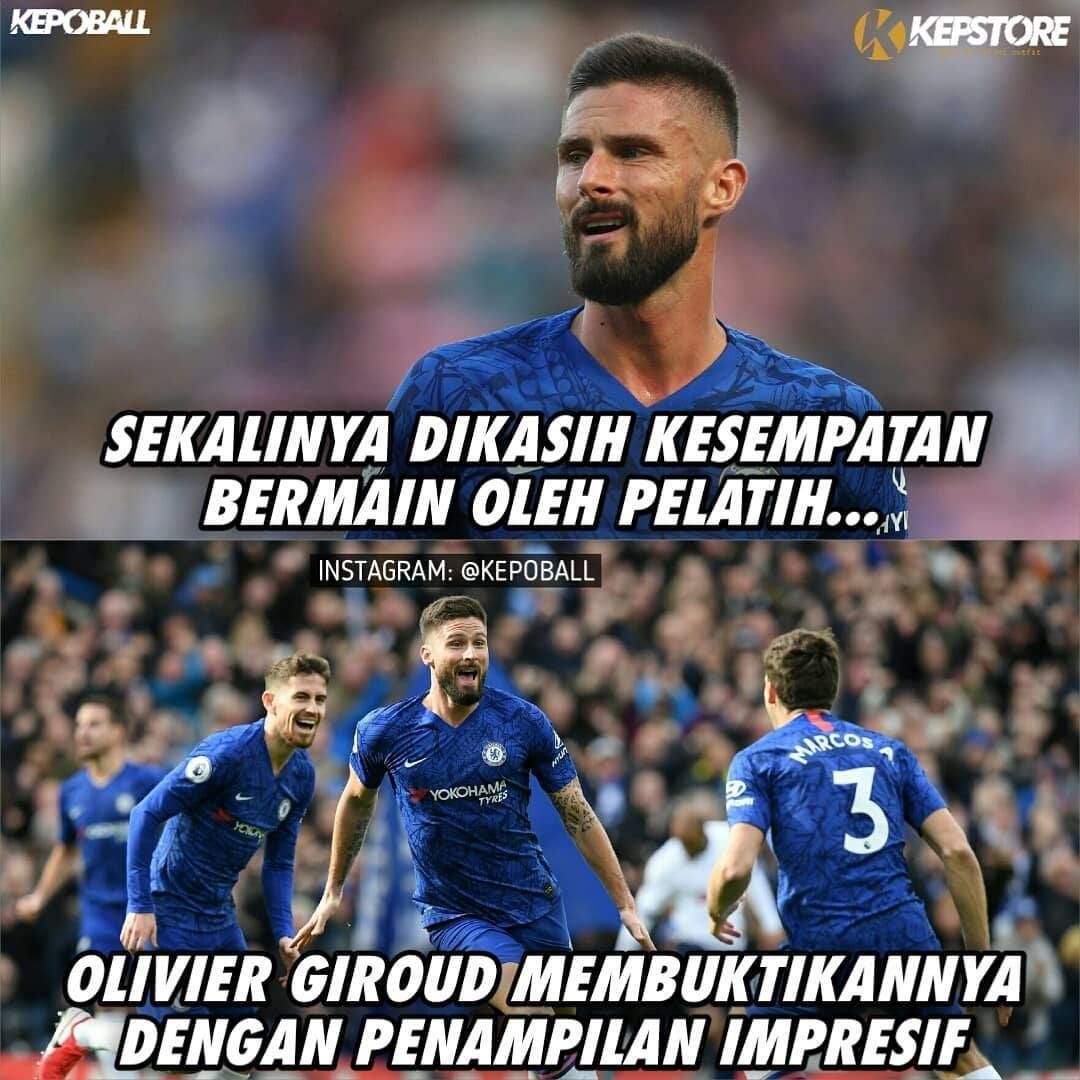 KEPOBALL
KEPSTORE
SEKALINYA DIKASIH KESEMPATAN
BERMAIN OLEH PELATIH...
INSTAGRAM: @KEPOBALL
MARCOS A
3
YOKOHAMA
TYRES
OLIVIER GIROUD MEMBUKTIKANNYA
DENGAN PENAMPILAN IMPRESIF